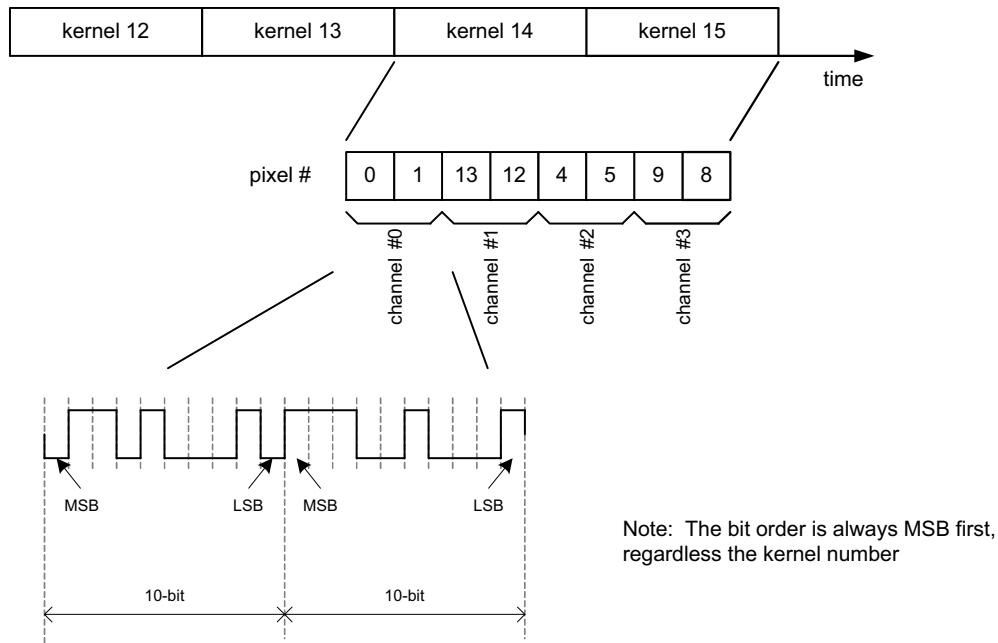 kernel 12 kernel 13 kernel 14 kernel 15
time
pixel # 0 1 13 12 4 5 9 8
channel #0 channel #1 channel #2 channel #3
MSB LSB MSB LSB
Note: The bit order is always MSB first,
regardless the kernel number
10-bit 10-bit